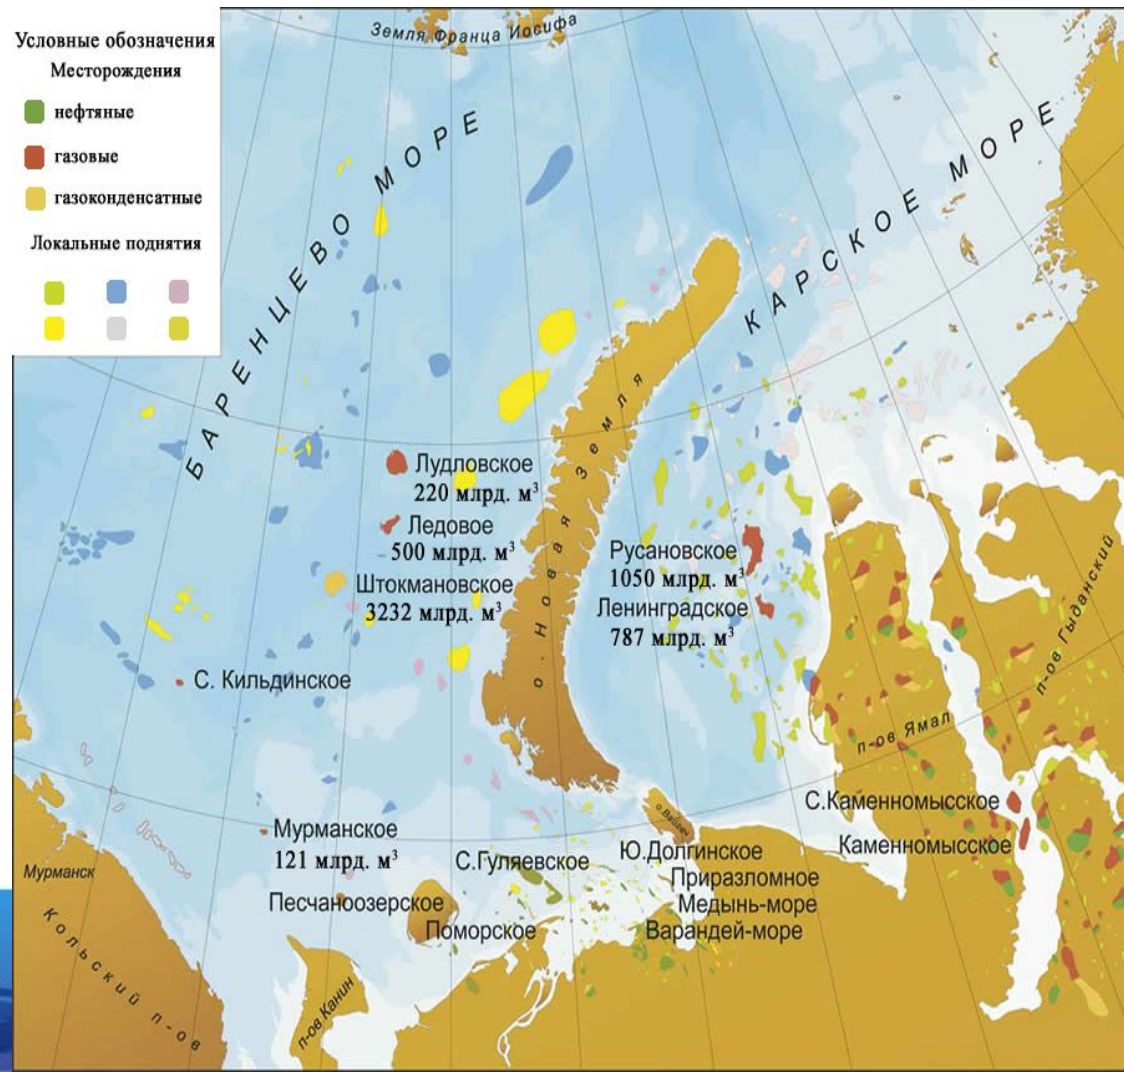 Условные обозначения
Месторождения
нефтяные
газовые
газоконденсатные
Локальные поднятия
Земля Франца Иосифа
БАРЕНЦЕВО МОРЕ
КАРСКОЕ МОРЕ
о. Новая Земля
Лудловское
220 млрд. м³
Ледовое
500 млрд. м³
Штокмановское
3232 млрд. м³
Русановское
1050 млрд. м³
Ленинградское
787 млрд. м³
С. Кильдинское
п-ов Гыданский
п-ов Ямал
С.Каменномысское
Каменномысское
о.Вайгач
Мурманское
121 млрд. м³
С.Гуляевское
Ю.Долгинское
Приразломное
Медынь-море
Варандей-море
Песчаноозерское
Поморское
Мурманск
Кольский п-ов
п-ов Канин